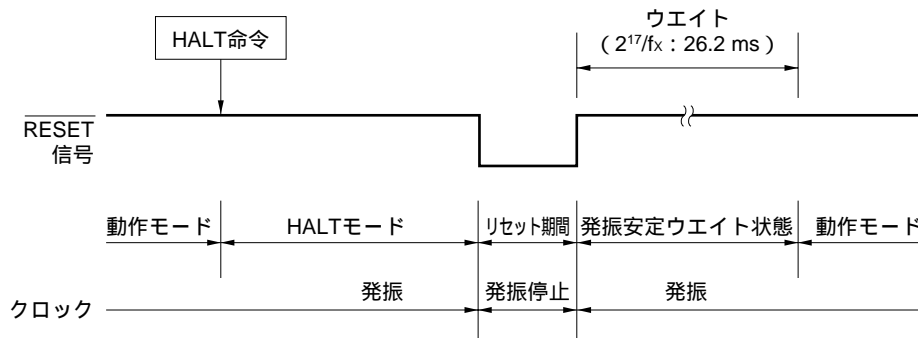 ウエイト
(2¹⁷/fx : 26.2 ms)
HALT命令
RESET
信号
動作モード HALTモード リセット期間 発振安定ウエイト状態 動作モード
クロック 発振 発振停止 発振